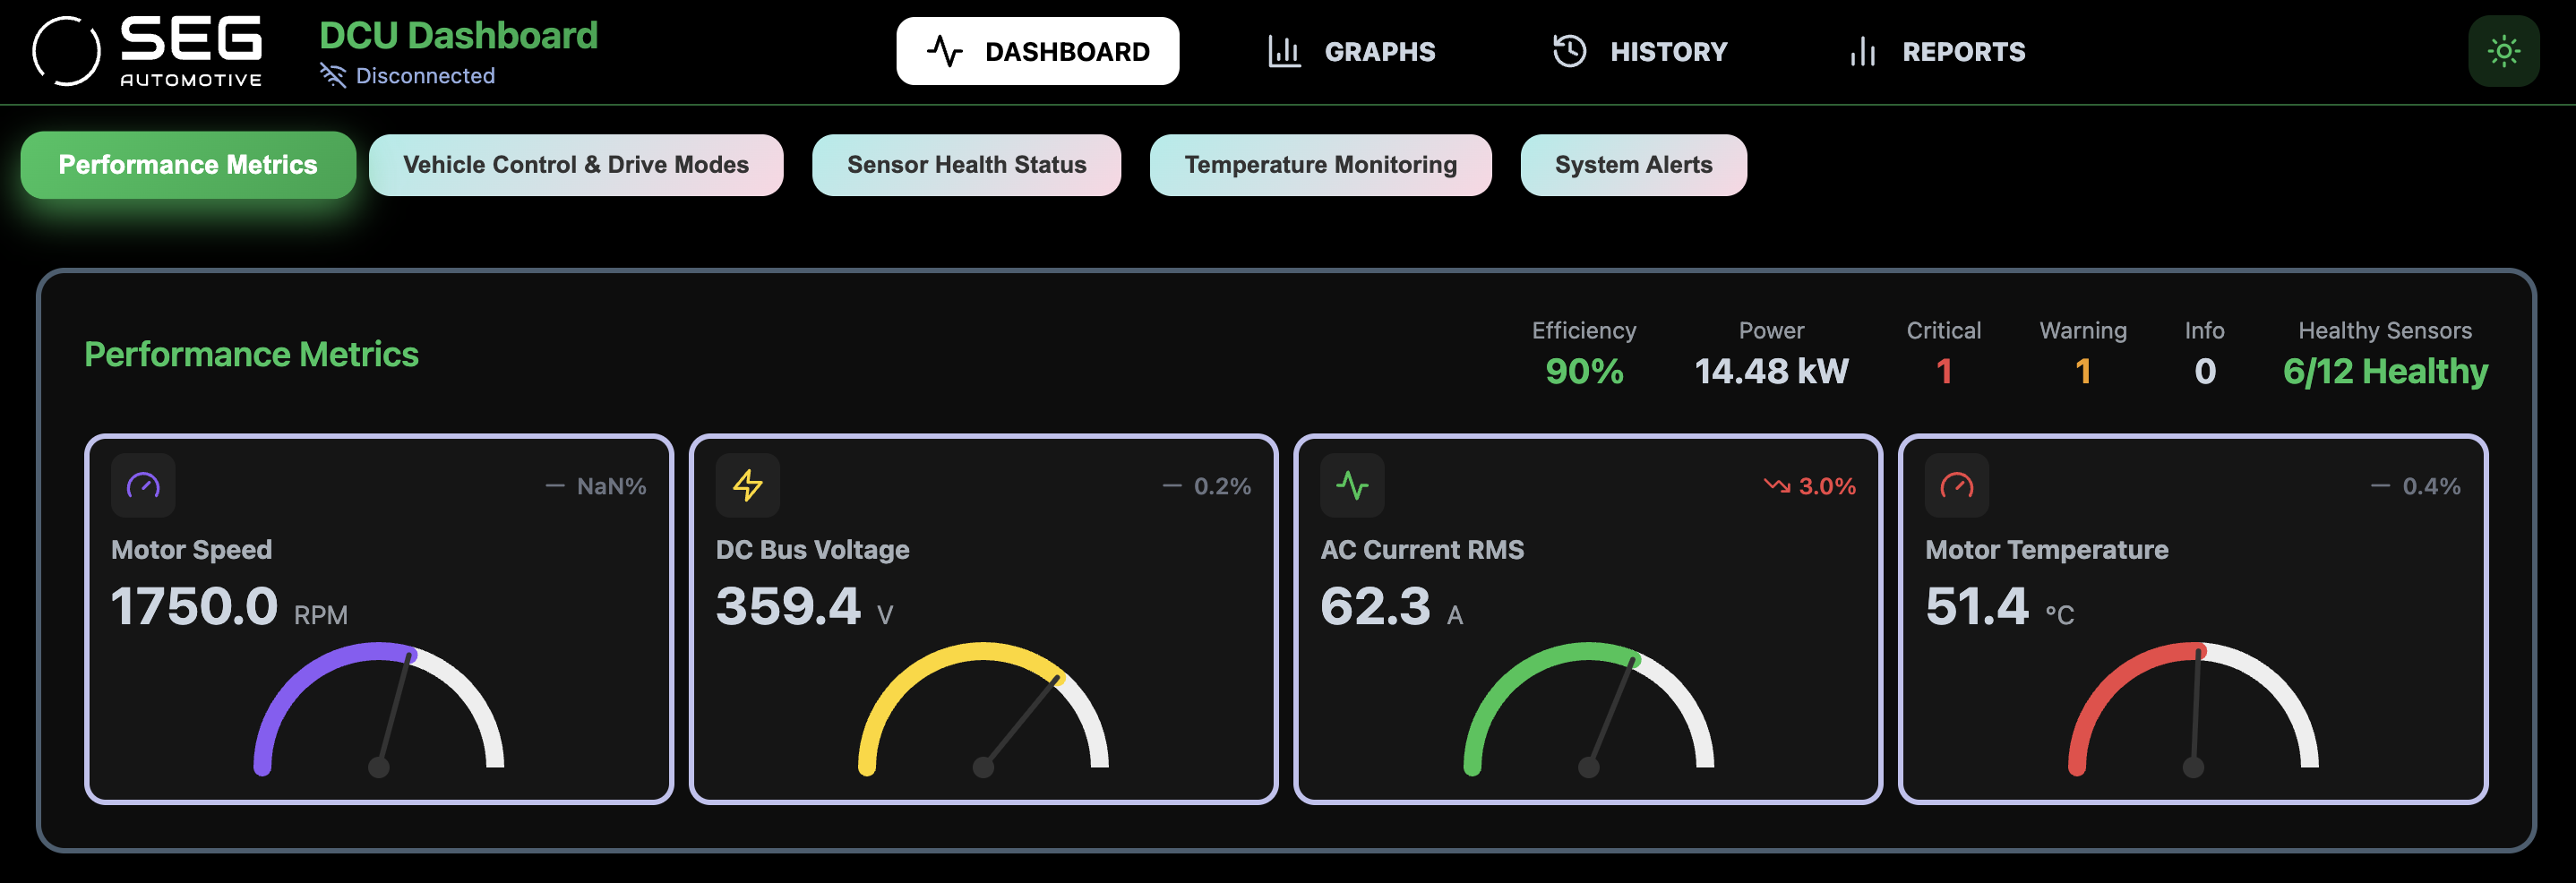 SEG
AUTOMOTIVE
DCU Dashboard
Disconnected
DASHBOARD
GRAPHS
HISTORY
REPORTS
Performance Metrics
Vehicle Control & Drive Modes
Sensor Health Status
Temperature Monitoring
System Alerts
Performance Metrics
Efficiency
90%
Power
14.48 kW
Critical
1
Warning
1
Info
0
Healthy Sensors
6/12 Healthy
NaN%
Motor Speed
1750.0 RPM
0.2%
DC Bus Voltage
359.4 V
3.0%
AC Current RMS
62.3 A
0.4%
Motor Temperature
51.4 °C